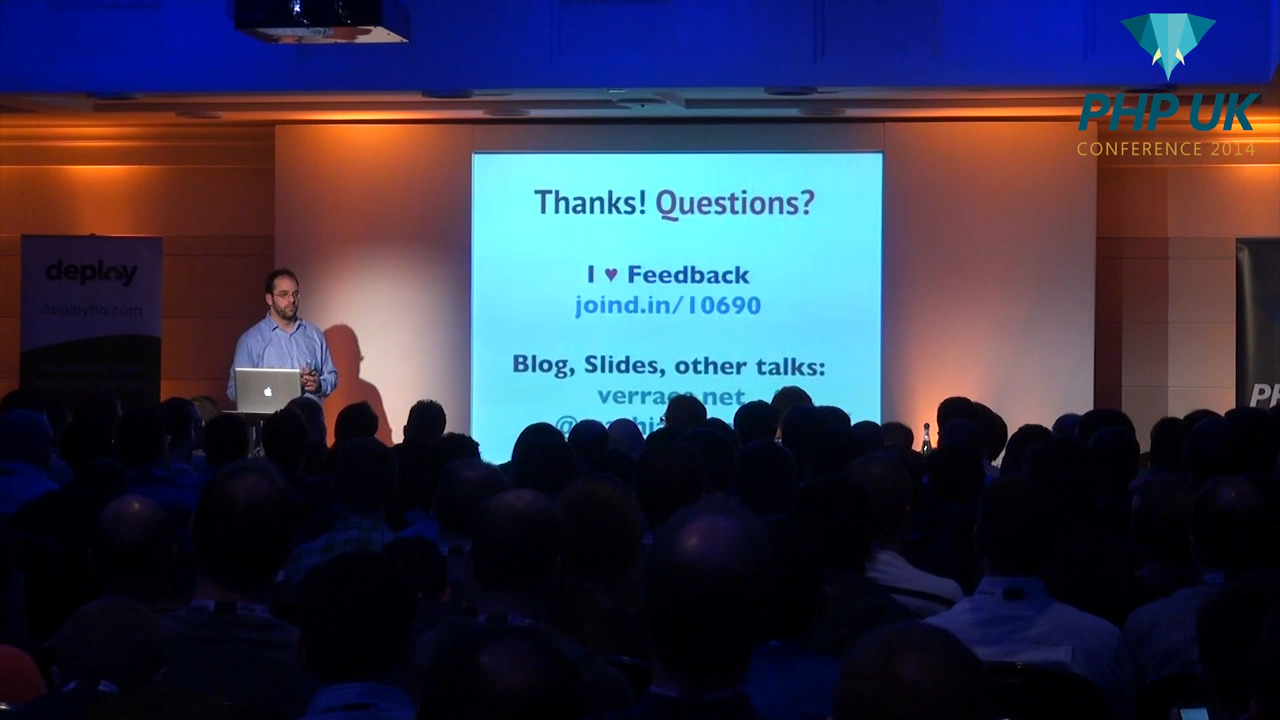 PHP UK
CONFERENCE 2014
Thanks! Questions?
I ♥ Feedback
joind.in/10690
Blog, Slides, other talks:
verraes.net
deploy
deployhq.com